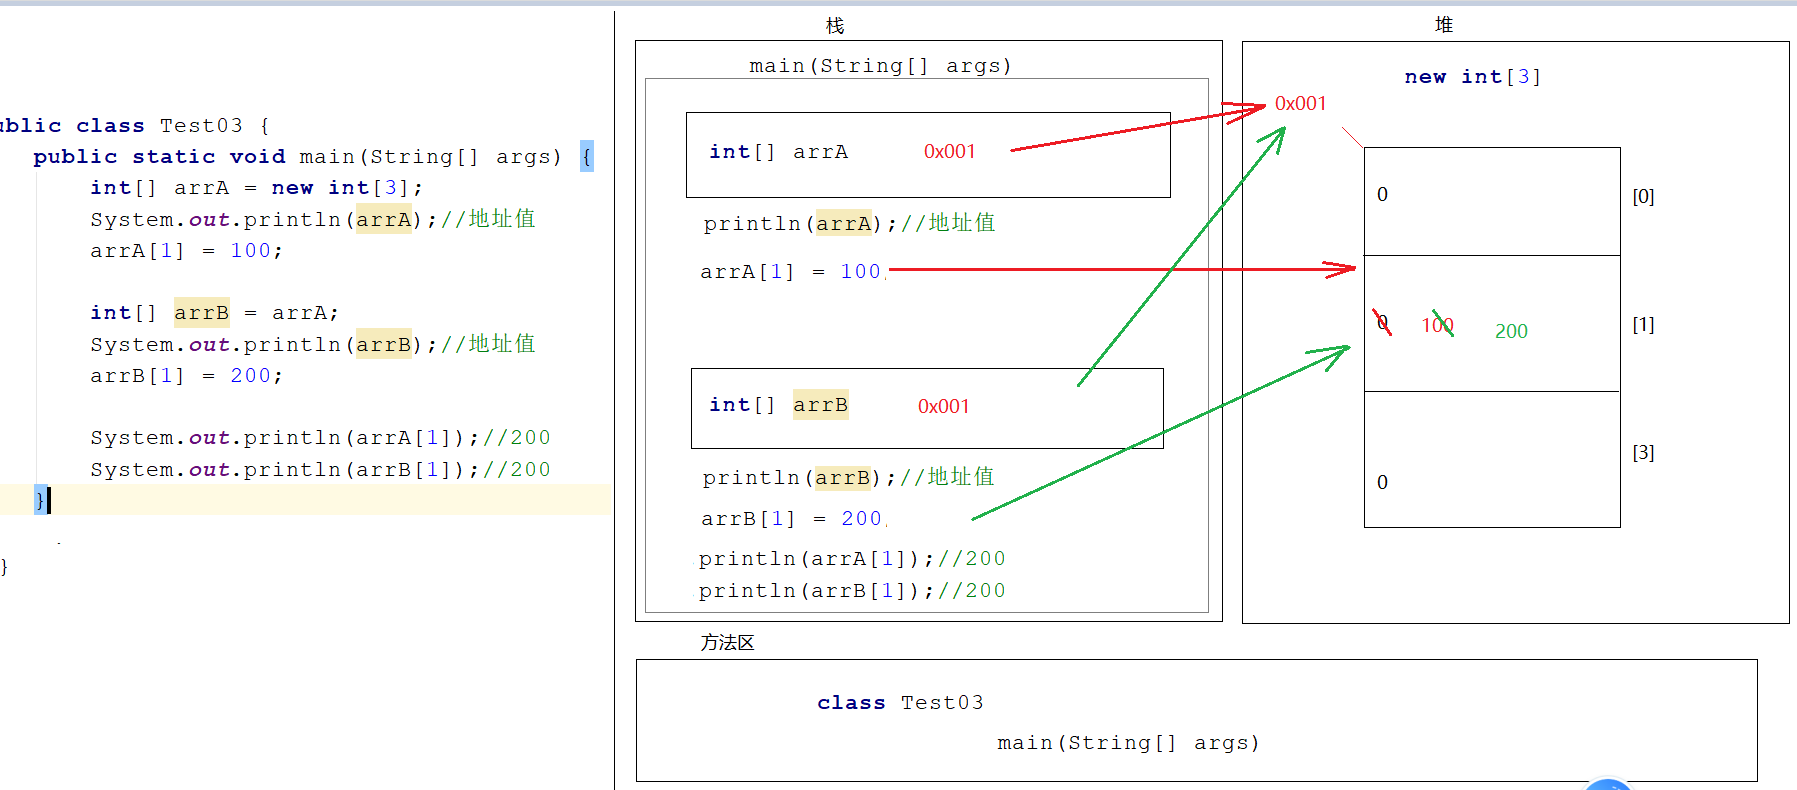 ublic class Test03 {
public static void main(String[] args) {
int[] arrA = new int[3];
System.out.println(arrA);//地址值
arrA[1] = 100;
int[] arrB = arrA;
System.out.println(arrB);//地址值
arrB[1] = 200;
System.out.println(arrA[1]);//200
System.out.println(arrB[1]);//200
}
}
栈
main(String[] args)
int[] arrA 0x001
println(arrA);//地址值
arrA[1] = 100
int[] arrB 0x001
println(arrB);//地址值
arrB[1] = 200
println(arrA[1]);//200
println(arrB[1]);//200
堆
new int[3]
0x001
0 [0]
0 100 200 [1]
[3]
0
方法区
class Test03
main(String[] args)